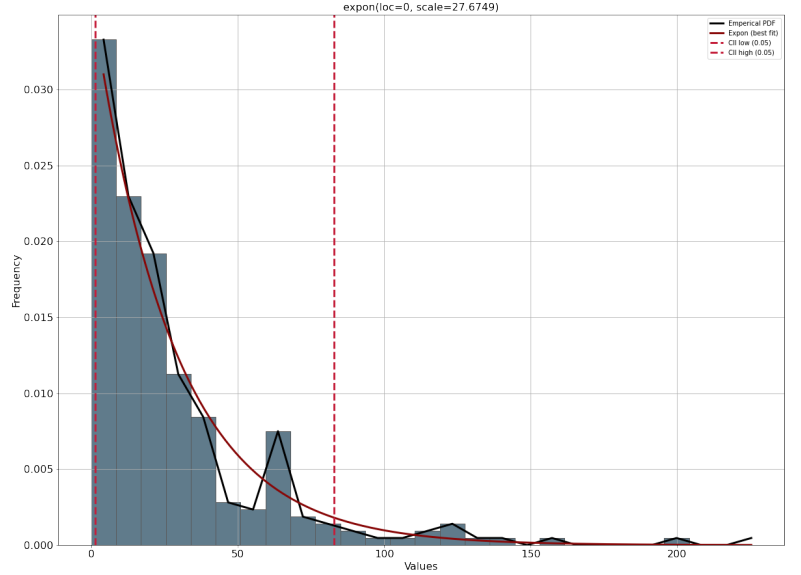 expon(loc=0, scale=27.6749)
Emperical PDF
Expon (best fit)
CII low (0.05)
CII high (0.05)
0.030
0.025
0.020
0.015
0.010
0.005
0.000
Frequency
0
50
100
150
200
Values